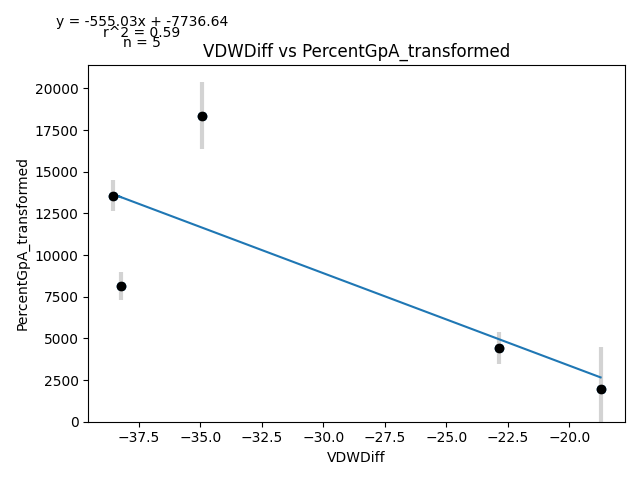 y = -555.03x + -7736.64
r^2 = 0.59
n = 5
VDWDiff vs PercentGpA_transformed
PercentGpA_transformed
20000
17500
15000
12500
10000
7500
5000
2500
0
−37.5 −35.0 −32.5 −30.0 −27.5 −25.0 −22.5 −20.0
VDWDiff